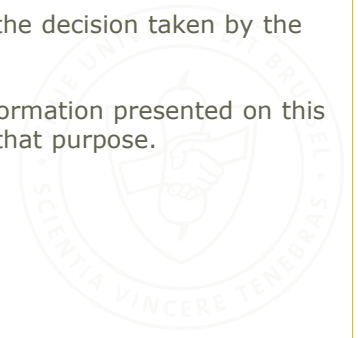 the decision taken by the
ormation presented on this
that purpose.
SCIENTIA VINCERE TENEBRAS